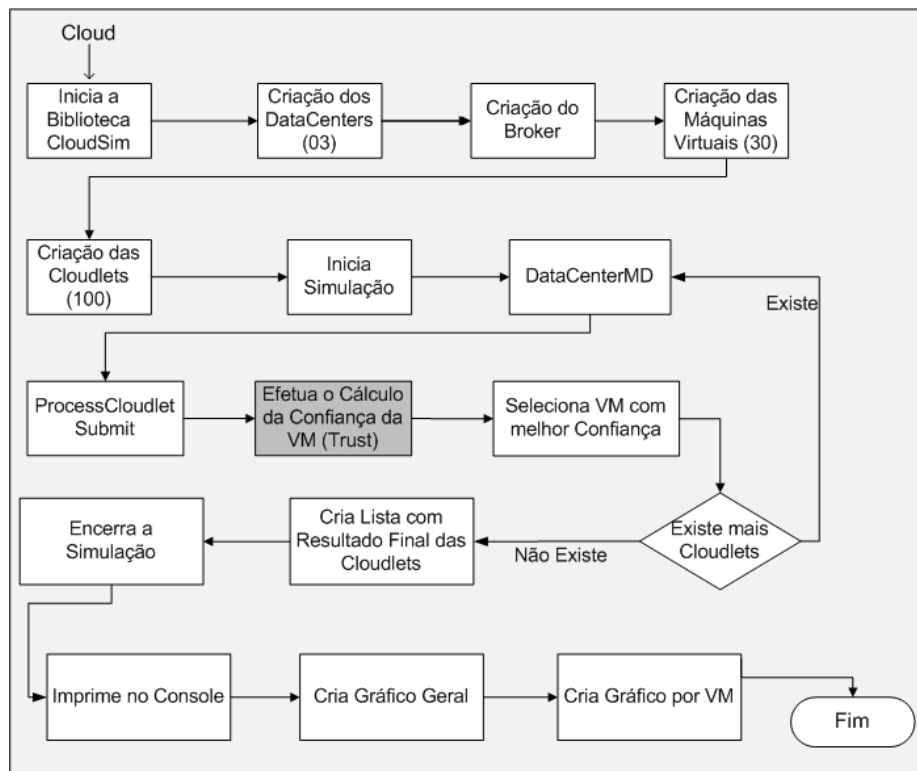 Cloud
Inicia a
Biblioteca
CloudSim
Criação dos
DataCenters
(03)
Criação do
Broker
Criação das
Máquinas
Virtuais (30)
Criação das
Cloudlets
(100)
Inicia
Simulação
DataCenterMD
Existe
ProcessCloudlet
Submit
Efetua o Cálculo
da Confiança da
VM (Trust)
Seleciona VM com
melhor Confiança
Existe mais
Cloudlets
Não Existe
Cria Lista com
Resultado Final das
Cloudlets
Encerra a
Simulação
Imprime no Console
Cria Gráfico Geral
Cria Gráfico por VM
Fim